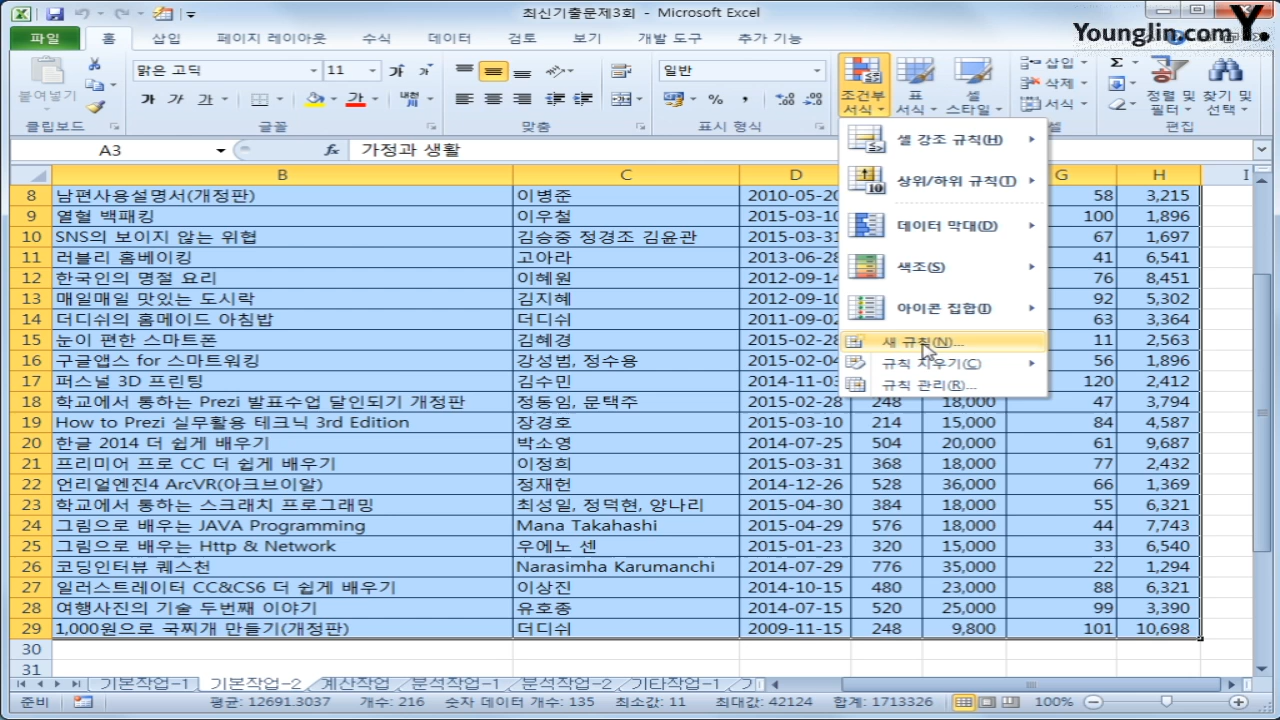 최신기출문제3회 - Microsoft Excel
Younglin.com Y.
파일 홈 삽입 페이지 레이아웃 수식 데이터 검토 보기 개발 도구 추가 기능
붙여넣기 맑은 고딕 11 가 가 일반 조건부 서식 표 서식 셀 스타일 삽입 삭제 서식 정렬 및 필터 찾기 및 선택
가 가 가 가 %
클립보드 글꼴 맞춤 표시 형식 셀 편집
A3 fx 가정과 생활
셀 강조 규칙(H)
상위/하위 규칙(T)
데이터 막대(D)
색조(S)
아이콘 집합(I)
새 규칙(N)...
규칙 지우기(C)
규칙 관리(R)...
B C D G H I
8 남편사용설명서(개정판) 이병준 2010-05-20 58 3,215
9 열혈 백패킹 이우철 2015-03-10 100 1,896
10 SNS의 보이지 않는 위협 김승중 정경조 김윤관 2015-03-31 67 1,697
11 러블리 홈베이킹 고아라 2013-06-28 41 6,541
12 한국인의 명절 요리 이혜원 2012-09-14 76 8,451
13 매일매일 맛있는 도시락 김지혜 2012-09-10 92 5,302
14 더디쉬의 홈메이드 아침밥 더디쉬 2011-09-02 63 3,364
15 눈이 편한 스마트폰 김혜경 2015-02-0 11 2,563
16 구글앱스 for 스마트워킹 강성범, 정수용 2015-02-04 56 1,896
17 퍼스널 3D 프린팅 김수민 2014-11-03 120 2,412
18 학교에서 통하는 Prezi 발표수업 달인되기 개정판 정동임, 문택주 2015-02-28 248 18,000 47 3,794
19 How to Prezi 실무활용 테크닉 3rd Edition 장경호 2015-03-10 214 15,000 84 4,587
20 한글 2014 더 쉽게 배우기 박소영 2014-07-25 504 20,000 61 9,687
21 프리미어 프로 CC 더 쉽게 배우기 이정희 2015-03-31 368 18,000 77 2,432
22 언리얼엔진4 ArcVR(아크브이알) 정재헌 2014-12-26 528 36,000 66 1,369
23 학교에서 통하는 스크래치 프로그래밍 최성일, 정덕현, 양나리 2015-04-30 384 18,000 55 6,321
24 그림으로 배우는 JAVA Programming Mana Takahashi 2015-04-29 576 18,000 44 7,743
25 그림으로 배우는 Http & Network 우에노 센 2015-01-23 320 15,000 33 6,540
26 코딩인터뷰 퀘스천 Narasimha Karumanchi 2014-07-29 776 35,000 22 1,294
27 일러스트레이터 CC&CS6 더 쉽게 배우기 이상진 2014-10-15 480 23,000 88 6,321
28 여행사진의 기술 두번째 이야기 유호종 2014-07-15 520 25,000 99 3,390
29 1,000원으로 국찌개 만들기(개정판) 더디쉬 2009-11-15 248 9,800 101 10,698
30
31
기본작업-1 기본작업-2 계산작업 분석작업-1 분석작업-2 기타작업-1
준비 평균: 12691.3037 개수: 216 숫자 데이터 개수: 135 최소값: 11 최대값: 42124 합계: 1713326 100%